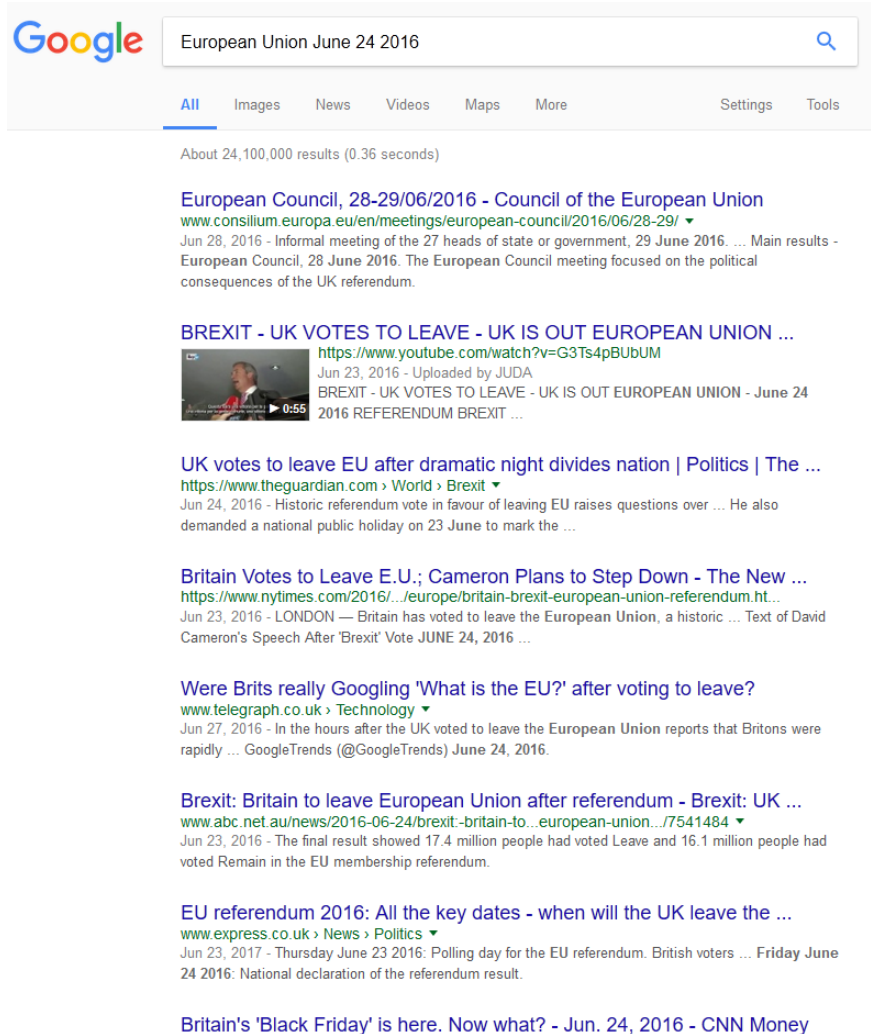 Google
European Union June 24 2016
All Images News Videos Maps More Settings Tools
About 24,100,000 results (0.36 seconds)
European Council, 28-29/06/2016 - Council of the European Union
www.consilium.europa.eu/en/meetings/european-council/2016/06/28-29/
Jun 28, 2016 - Informal meeting of the 27 heads of state or government, 29 June 2016. ... Main results -
European Council, 28 June 2016. The European Council meeting focused on the political
consequences of the UK referendum.
BREXIT - UK VOTES TO LEAVE - UK IS OUT EUROPEAN UNION ...
https://www.youtube.com/watch?v=G3Ts4pBUbUM
Jun 23, 2016 - Uploaded by JUDA
BREXIT - UK VOTES TO LEAVE - UK IS OUT EUROPEAN UNION - June 24
0:55
2016 REFERENDUM BREXIT ...
UK votes to leave EU after dramatic night divides nation | Politics | The ...
https://www.theguardian.com › World › Brexit
Jun 24, 2016 - Historic referendum vote in favour of leaving EU raises questions over ... He also
demanded a national public holiday on 23 June to mark the ...
Britain Votes to Leave E.U.; Cameron Plans to Step Down - The New ...
https://www.nytimes.com/2016/.../europe/britain-brexit-european-union-referendum.ht...
Jun 23, 2016 - LONDON — Britain has voted to leave the European Union, a historic ... Text of David
Cameron's Speech After 'Brexit' Vote JUNE 24, 2016 ...
Were Brits really Googling 'What is the EU?' after voting to leave?
www.telegraph.co.uk › Technology
Jun 27, 2016 - In the hours after the UK voted to leave the European Union reports that Britons were
rapidly ... GoogleTrends (@GoogleTrends) June 24, 2016.
Brexit: Britain to leave European Union after referendum - Brexit: UK ...
www.abc.net.au/news/2016-06-24/brexit:-britain-to...european-union.../7541484
Jun 23, 2016 - The final result showed 17.4 million people had voted Leave and 16.1 million people had
voted Remain in the EU membership referendum.
EU referendum 2016: All the key dates - when will the UK leave the ...
www.express.co.uk › News › Politics
Jun 23, 2017 - Thursday June 23 2016: Polling day for the EU referendum. British voters ... Friday June
24 2016: National declaration of the referendum result.
Britain's 'Black Friday' is here. Now what? - Jun. 24, 2016 - CNN Money